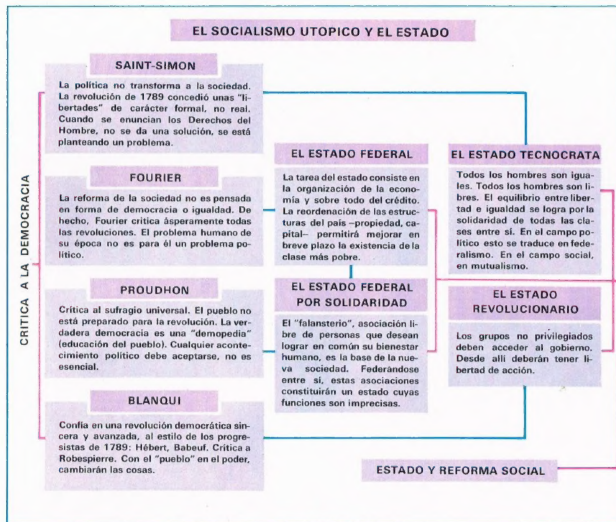 EL SOCIALISMO UTOPICO Y EL ESTADO
CRITICA A LA DEMOCRACIA
SAINT-SIMON
La política no transforma a la sociedad.
La revolución de 1789 concedió unas "li-
bertades" de carácter formal, no real.
Cuando se enuncian los Derechos del
Hombre, no se da una solución, se está
planteando un problema.
FOURIER
La reforma de la sociedad no es pensada
en forma de democracia o igualdad. De
hecho, Fourier critica ásperamente todas
las revoluciones. El problema humano de
su época no es para él un problema po-
lítico.
PROUDHON
Critica al sufragio universal. El pueblo no
está preparado para la revolución. La ver-
dadera democracia es una "demopedia"
(educación del pueblo). Cualquier acont-
tecimiento político debe aceptarse, no es
esencial.
BLANQUI
Confía en una revolución democrática sin-
cera y avanzada, al estilo de los progre-
sistas de 1789: Hébert, Babeuf. Critica a
Robespierre. Con el "pueblo" en el poder,
cambiarán las cosas.
EL ESTADO FEDERAL
La tarea del estado consiste en
la organización de la econo-
mía y sobre todo del crédito.
La reordenación de las estruc-
turas del país –propiedad, ca-
pital– permitirá mejorar en
breve plazo la existencia de la
clase más pobre.
EL ESTADO FEDERAL
POR SOLIDARIDAD
El "falansterio", asociación li-
bre de personas que desean
lograr en común su bienestar
humano, es la base de la nue-
va sociedad. Federándose
entre sí, estas asociaciones
constituirán un estado cuyas
funciones son imprecisas.
EL ESTADO TECNOCRATA
Todos los hombres son igua-
les. Todos los hombres son li-
bres. El equilibrio entre liber-
tad e igualdad se logra por la
solidaridad de todas las cla-
ses entre sí. En el campo polí-
tico esto se traduce en fede-
ralismo. En el campo social,
en mutualismo.
EL ESTADO
REVOLUCIONARIO
Los grupos no privilegiados
deben acceder al gobierno.
Desde allí deberán tener li-
bertad de acción.
ESTADO Y REFORMA SOCIAL